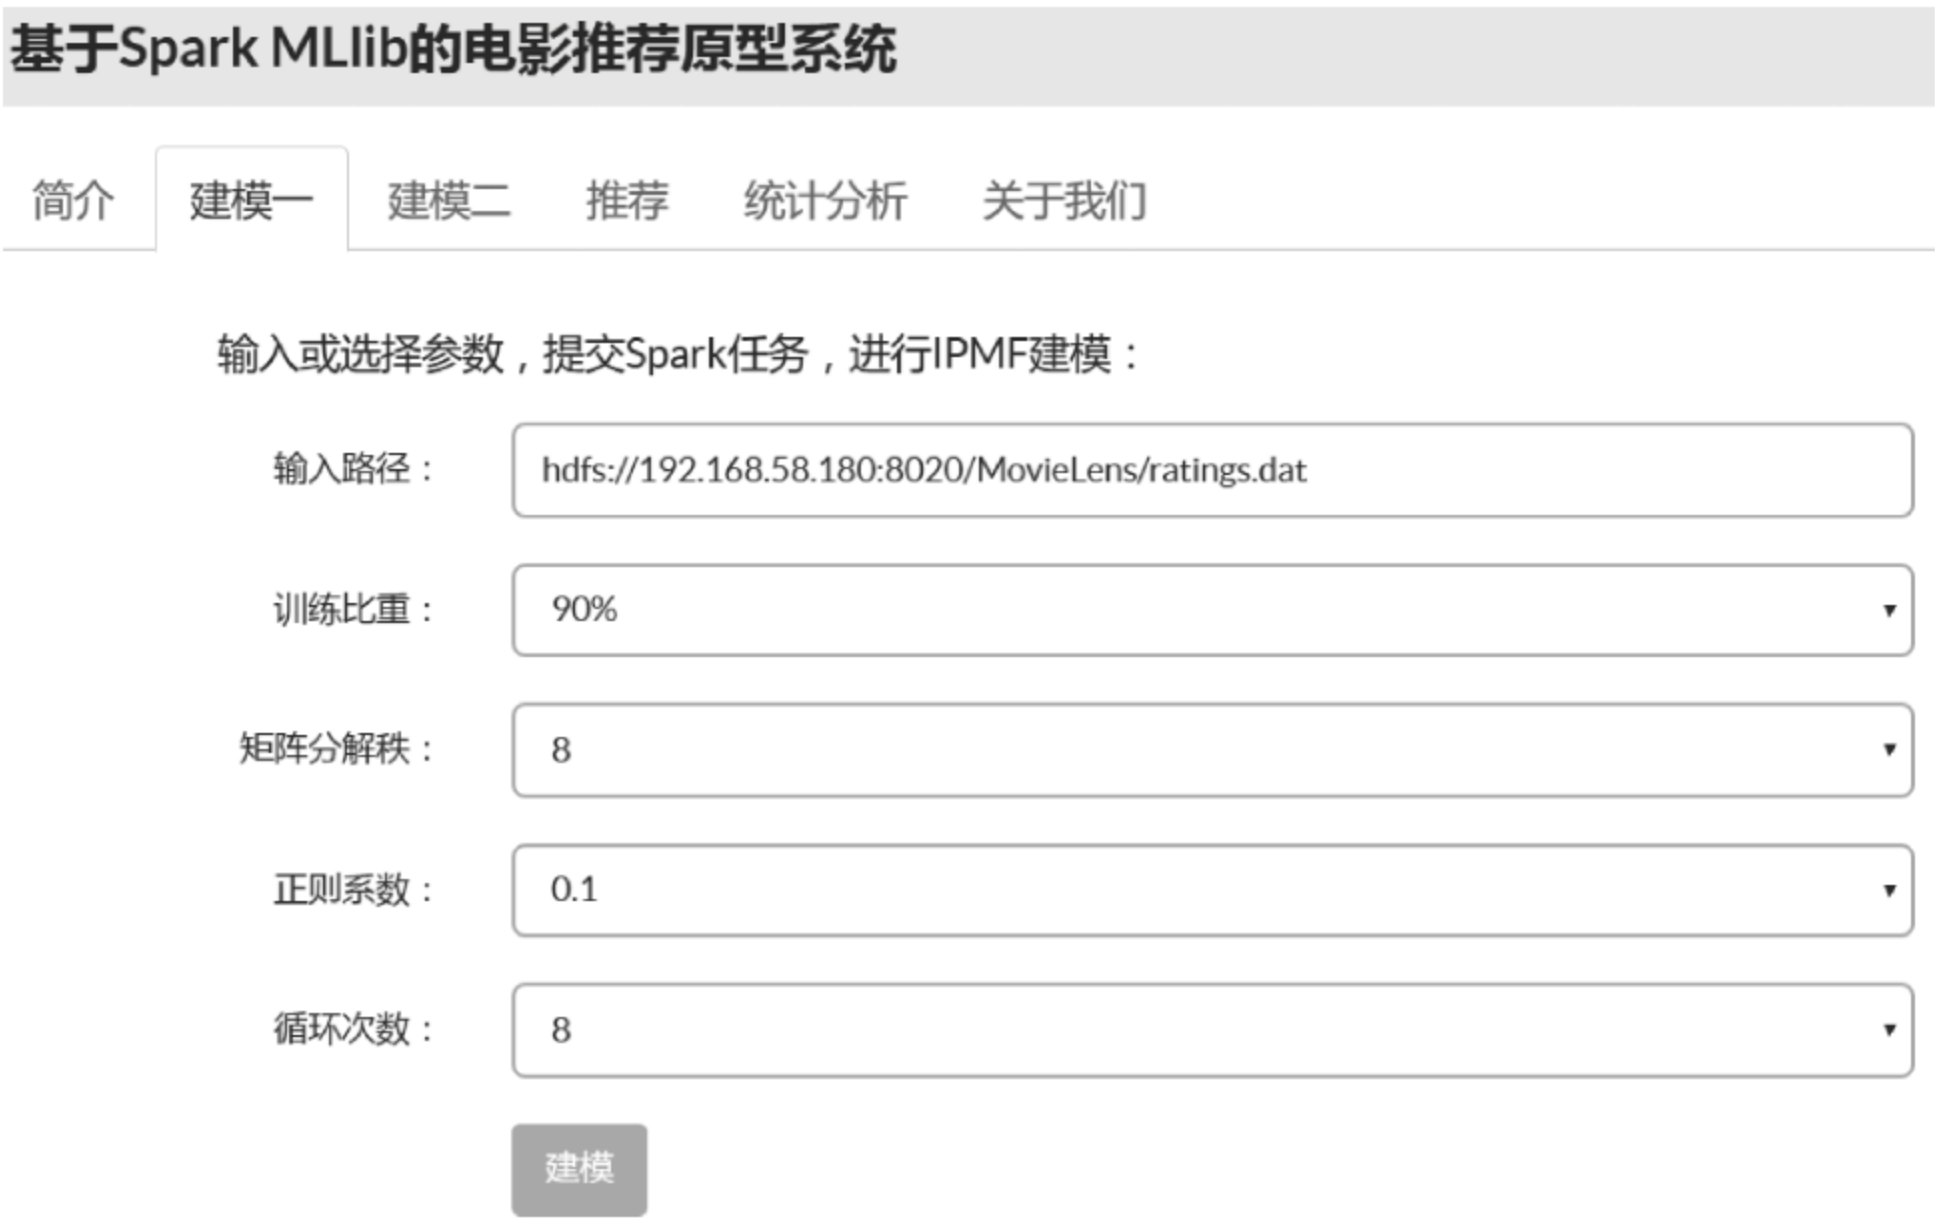 基于Spark MLlib的电影推荐原型系统
简介 建模一 建模二 推荐 统计分析 关于我们
输入或选择参数，提交Spark任务，进行IPMF建模：
输入路径： hdfs://192.168.58.180:8020/MovieLens/ratings.dat
训练比重： 90%
矩阵分解秩： 8
正则系数： 0.1
循环次数： 8
建模